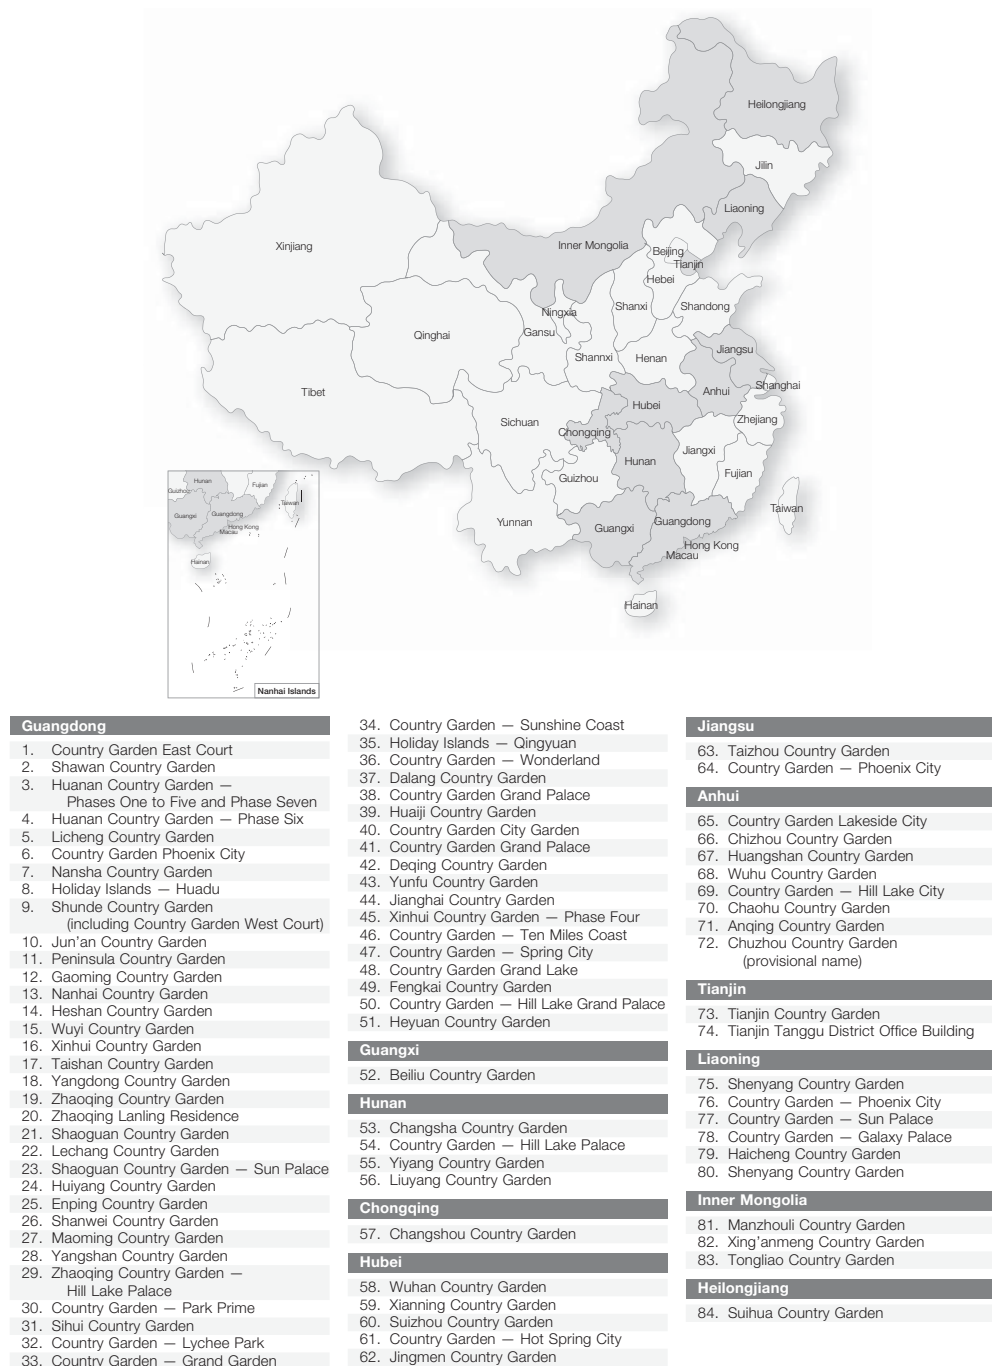 Heilongjiang
Jilin
Liaoning
Xinjiang
Inner Mongolia
Beijing
Tianjin
Hebei
Ningxia
Shanxi
Shandong
Gansu
Qinghai
Shannxi
Henan
Jiangsu
Tibet
Anhui
Shanghai
Hubei
Zhejiang
Sichuan
Chongqing
Jiangxi
Hunan
Fujian
Guizhou
Yunnan
Guangxi
Guangdong
Taiwan
Hong Kong
Macau
Hainan
Hunan
Fujian
Guizhou
Taiwan
Guangxi
Guangdong
Hong Kong
Macau
Hainan
Nanhai Islands
Guangdong
1. Country Garden East Court
2. Shawan Country Garden
3. Huanan Country Garden —
Phases One to Five and Phase Seven
4. Huanan Country Garden — Phase Six
5. Licheng Country Garden
6. Country Garden Phoenix City
7. Nansha Country Garden
8. Holiday Islands — Huadu
9. Shunde Country Garden
(including Country Garden West Court)
10. Jun'an Country Garden
11. Peninsula Country Garden
12. Gaoming Country Garden
13. Nanhai Country Garden
14. Heshan Country Garden
15. Wuyi Country Garden
16. Xinhui Country Garden
17. Taishan Country Garden
18. Yangdong Country Garden
19. Zhaoqing Country Garden
20. Zhaoqing Lanling Residence
21. Shaoguan Country Garden
22. Lechang Country Garden
23. Shaoguan Country Garden — Sun Palace
24. Huiyang Country Garden
25. Enping Country Garden
26. Shanwei Country Garden
27. Maoming Country Garden
28. Yangshan Country Garden
29. Zhaoqing Country Garden —
Hill Lake Palace
30. Country Garden — Park Prime
31. Sihui Country Garden
32. Country Garden — Lychee Park
33. Country Garden — Grand Garden
34. Country Garden — Sunshine Coast
35. Holiday Islands — Qingyuan
36. Country Garden — Wonderland
37. Dalang Country Garden
38. Country Garden Grand Palace
39. Huaiji Country Garden
40. Country Garden City Garden
41. Country Garden Grand Palace
42. Deqing Country Garden
43. Yunfu Country Garden
44. Jianghai Country Garden
45. Xinhui Country Garden — Phase Four
46. Country Garden — Ten Miles Coast
47. Country Garden — Spring City
48. Country Garden Grand Lake
49. Fengkai Country Garden
50. Country Garden — Hill Lake Grand Palace
51. Heyuan Country Garden
Guangxi
52. Beiliu Country Garden
Hunan
53. Changsha Country Garden
54. Country Garden — Hill Lake Palace
55. Yiyang Country Garden
56. Liuyang Country Garden
Chongqing
57. Changshou Country Garden
Hubei
58. Wuhan Country Garden
59. Xianning Country Garden
60. Suizhou Country Garden
61. Country Garden — Hot Spring City
62. Jingmen Country Garden
Jiangsu
63. Taizhou Country Garden
64. Country Garden — Phoenix City
Anhui
65. Country Garden Lakeside City
66. Chizhou Country Garden
67. Huangshan Country Garden
68. Wuhu Country Garden
69. Country Garden — Hill Lake City
70. Chaohu Country Garden
71. Anqing Country Garden
72. Chuzhou Country Garden
(provisional name)
Tianjin
73. Tianjin Country Garden
74. Tianjin Tanggu District Office Building
Liaoning
75. Shenyang Country Garden
76. Country Garden — Phoenix City
77. Country Garden — Sun Palace
78. Country Garden — Galaxy Palace
79. Haicheng Country Garden
80. Shenyang Country Garden
Inner Mongolia
81. Manzhouli Country Garden
82. Xing'anmeng Country Garden
83. Tongliao Country Garden
Heilongjiang
84. Suihua Country Garden